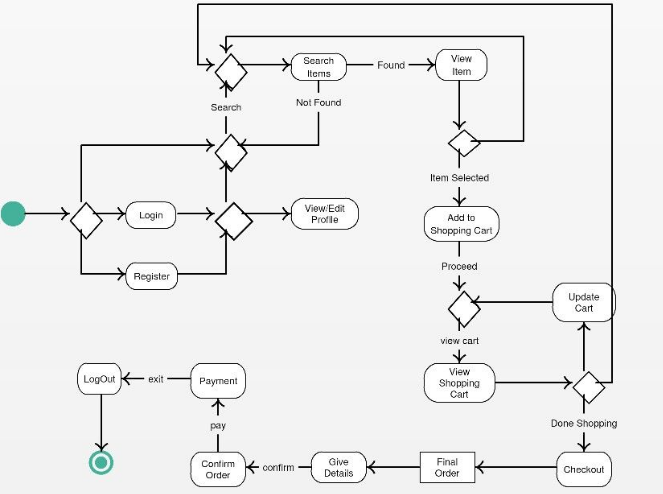 Search
Items
Found
View
Item
Search
Not Found
Item Selected
Login
View/Edit
Profile
Add to
Shopping Cart
Register
Proceed
Update
Cart
view cart
View
Shopping
Cart
LogOut
exit
Payment
Done Shopping
pay
Confirm
Order
confirm
Give
Details
Final
Order
Checkout